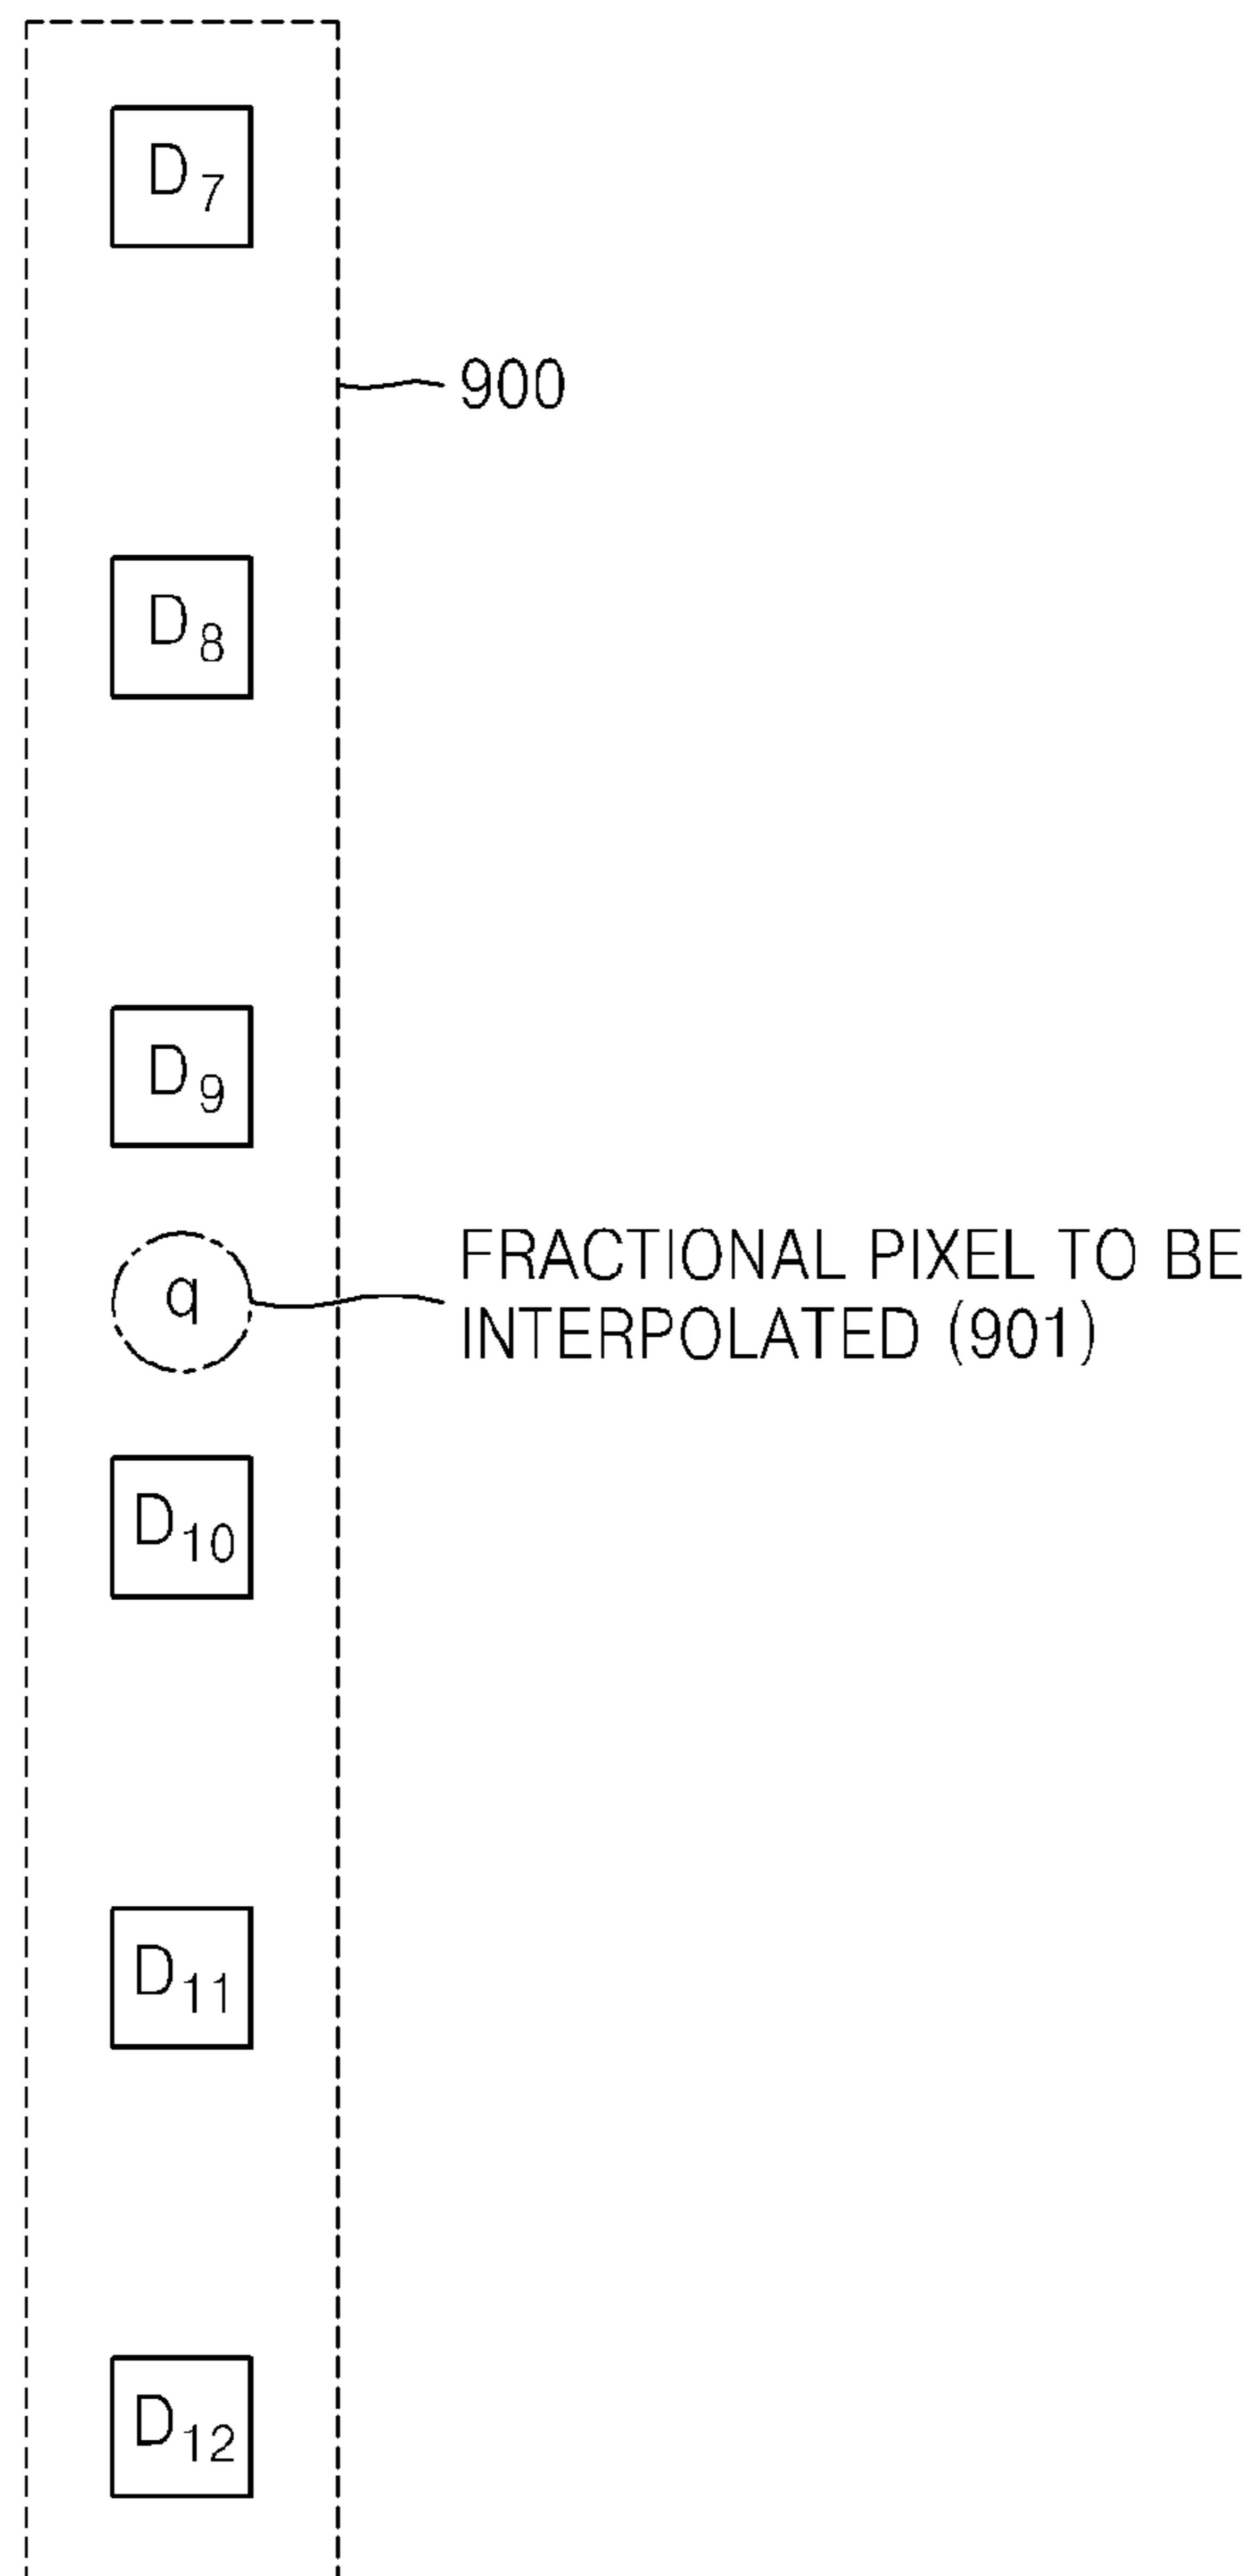 D7
900
D8
D9
q
FRACTIONAL PIXEL TO BE
INTERPOLATED (901)
D10
D11
D12